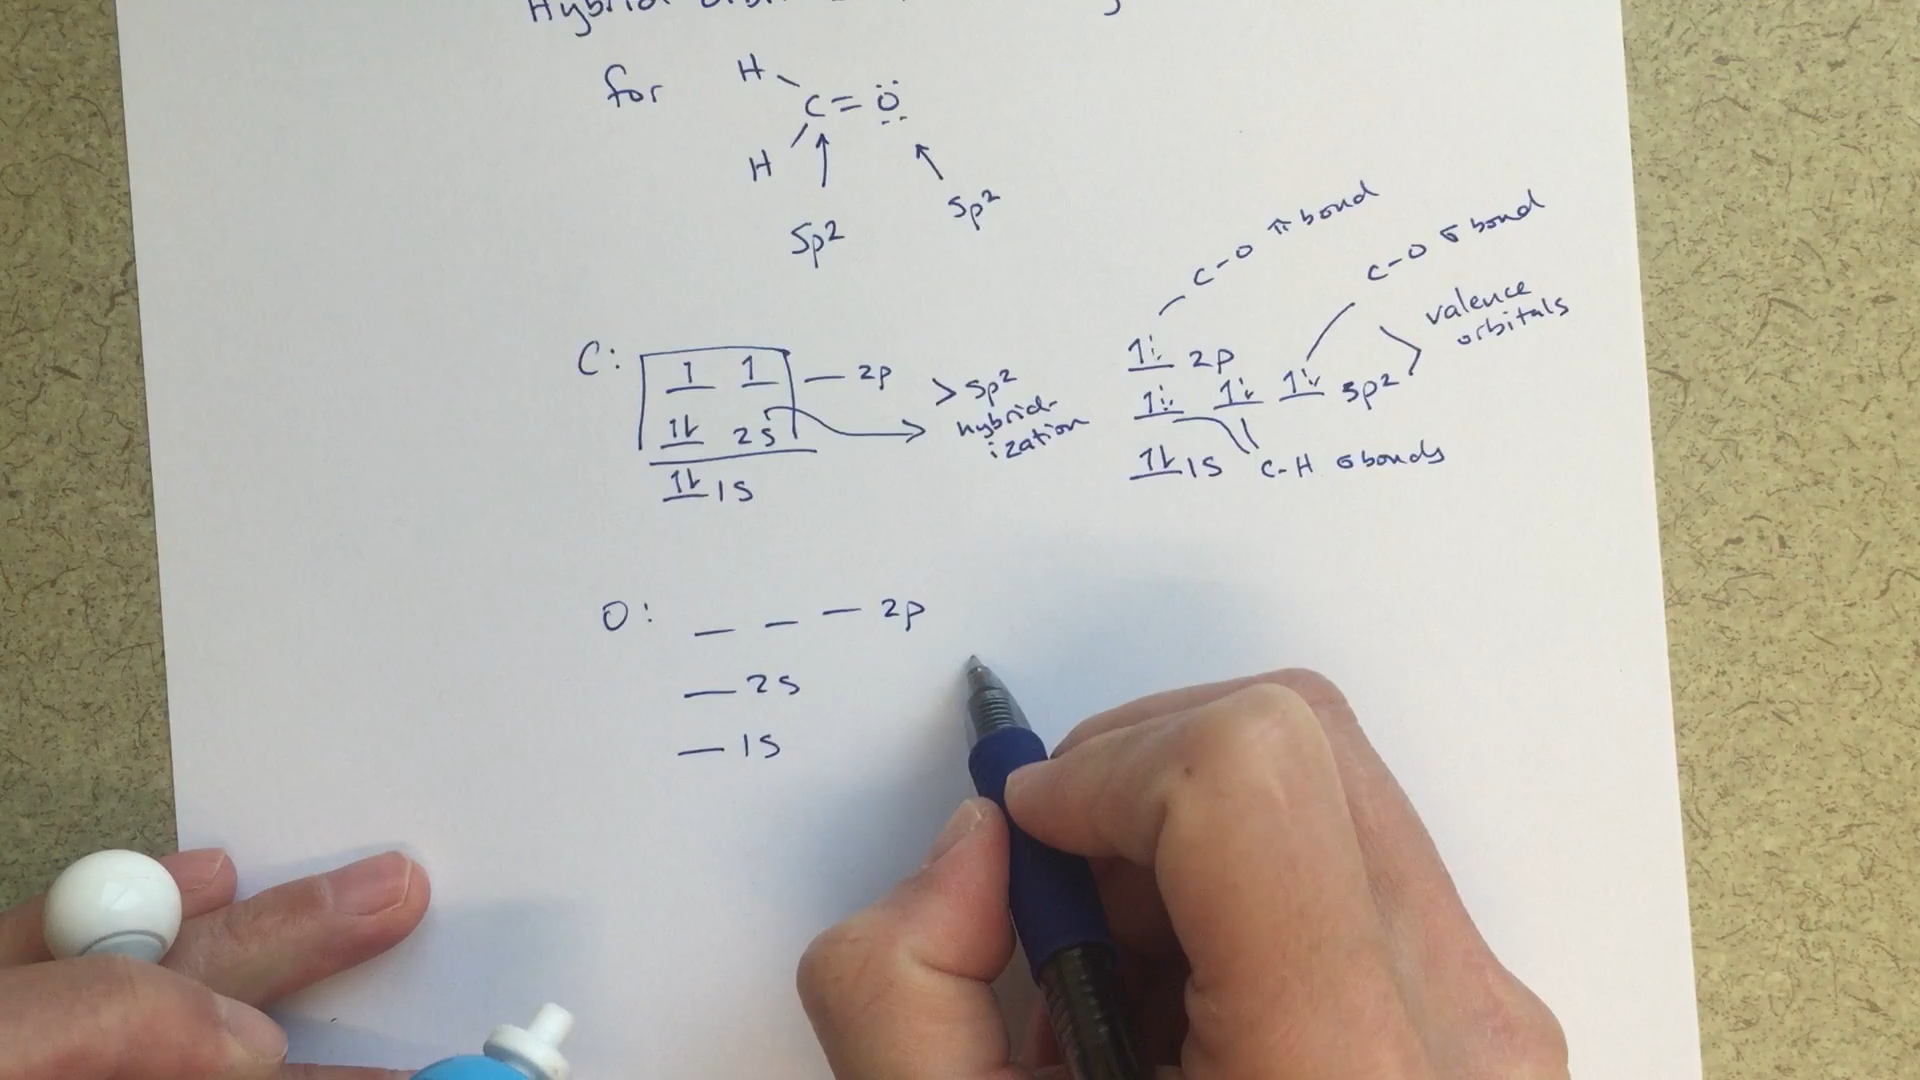 Hybrid
for
H
C=Ö
H
Sp²
Sp²
C-O π bond
C-O σ bond
valence
orbitals
C:
1 1 — 2p
1↓ 2s
1↓ 1s
> sp²
hybrid-
ization
1 2p
1 1 1 sp²
1↓ 1s
C-H σ bonds
O: — — — 2p
— 2s
— 1s